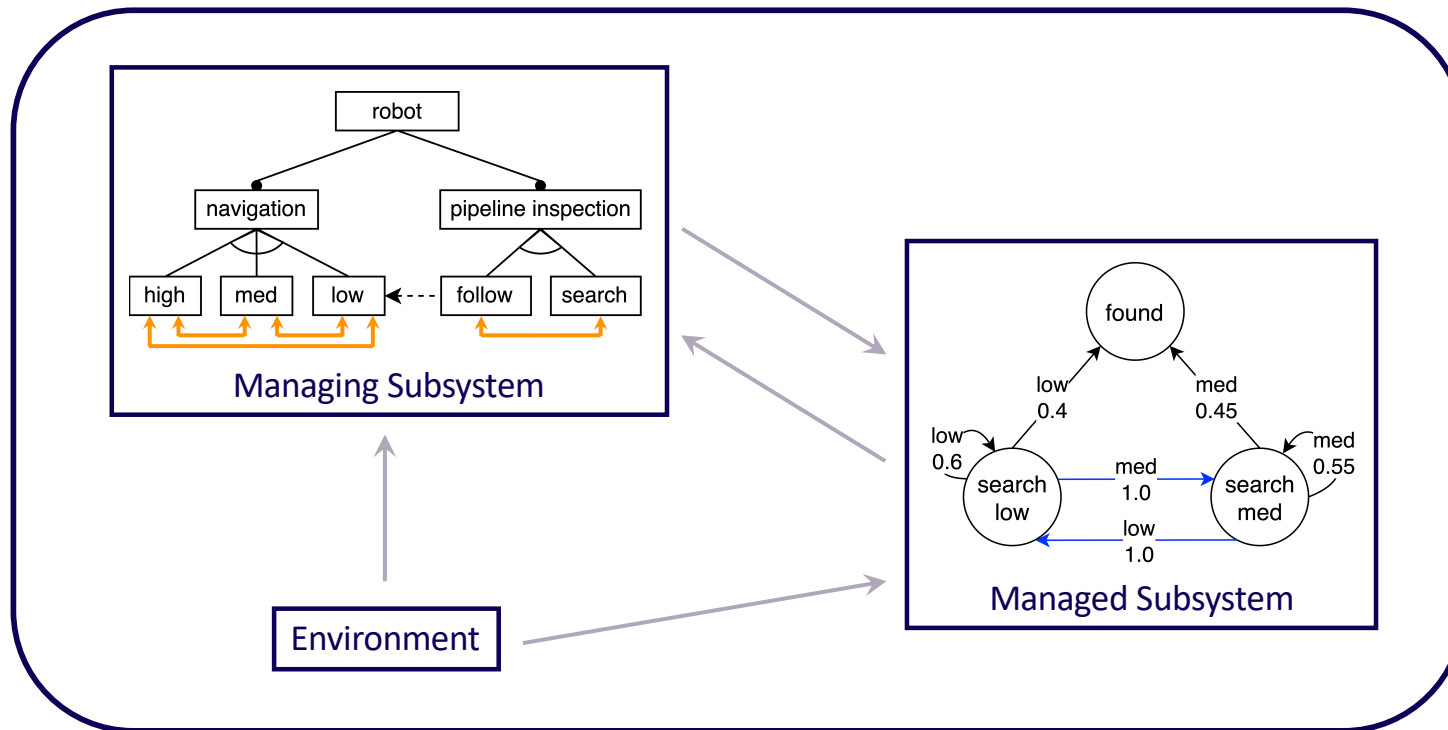 robot
navigation
pipeline inspection
high
med
low
follow
search
Managing Subsystem
found
low
0.4
med
0.45
low
0.6
med
0.55
search
low
med
1.0
search
med
low
1.0
Managed Subsystem
Environment